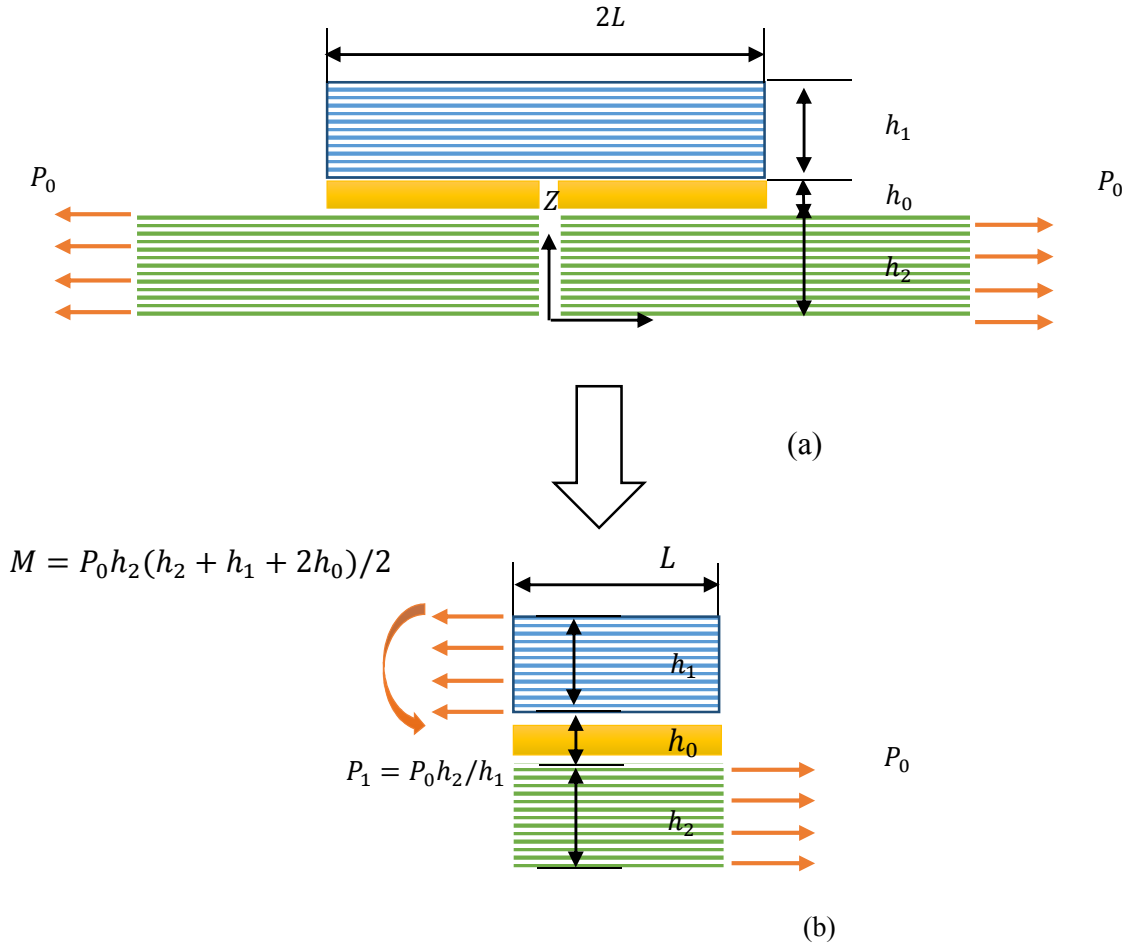 2L
h₁
P₀
P₀
h₀
Z
h₂
(a)
M = P₀h₂(h₂ + h₁ + 2h₀)/2
L
h₁
h₀
P₀
P₁ = P₀h₂/h₁
h₂
(b)